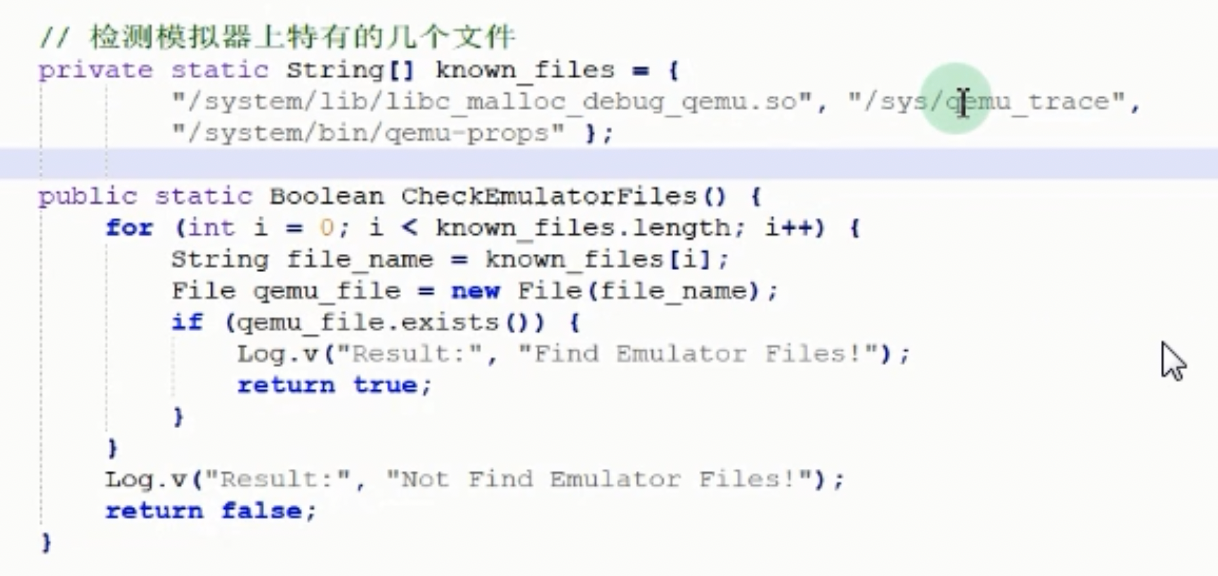 // 检测模拟器上特有的几个文件
private static String[] known_files = {
"/system/lib/libc_malloc_debug_qemu.so", "/sys/qemu_trace",
"/system/bin/qemu-props" };
public static Boolean CheckEmulatorFiles() {
for (int i = 0; i < known_files.length; i++) {
String file_name = known_files[i];
File qemu_file = new File(file_name);
if (qemu_file.exists()) {
Log.v("Result:", "Find Emulator Files!");
return true;
}
}
Log.v("Result:", "Not Find Emulator Files!");
return false;
}